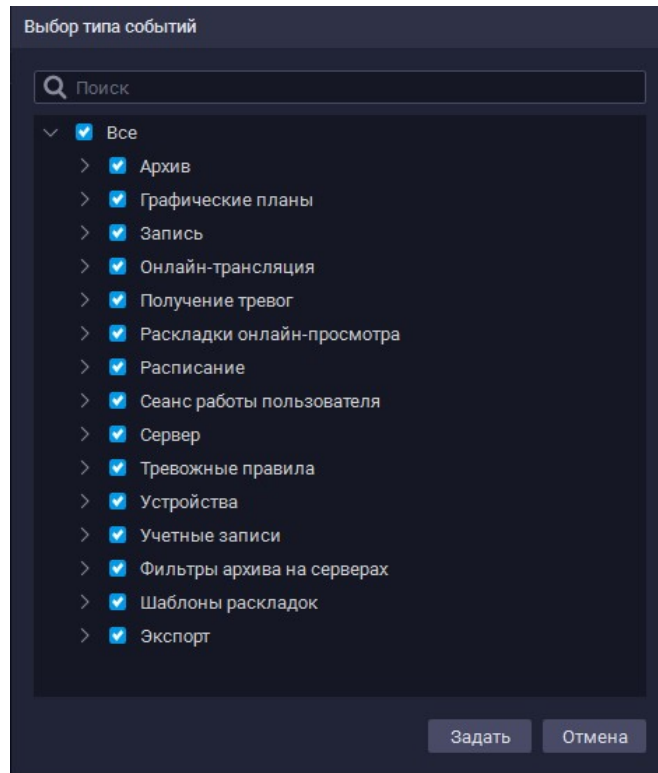 Выбор типа событий
Поиск
Все
Архив
Графические планы
Запись
Онлайн-трансляция
Получение тревог
Раскладки онлайн-просмотра
Расписание
Сеанс работы пользователя
Сервер
Тревожные правила
Устройства
Учетные записи
Фильтры архива на серверах
Шаблоны раскладок
Экспорт
Задать Отмена